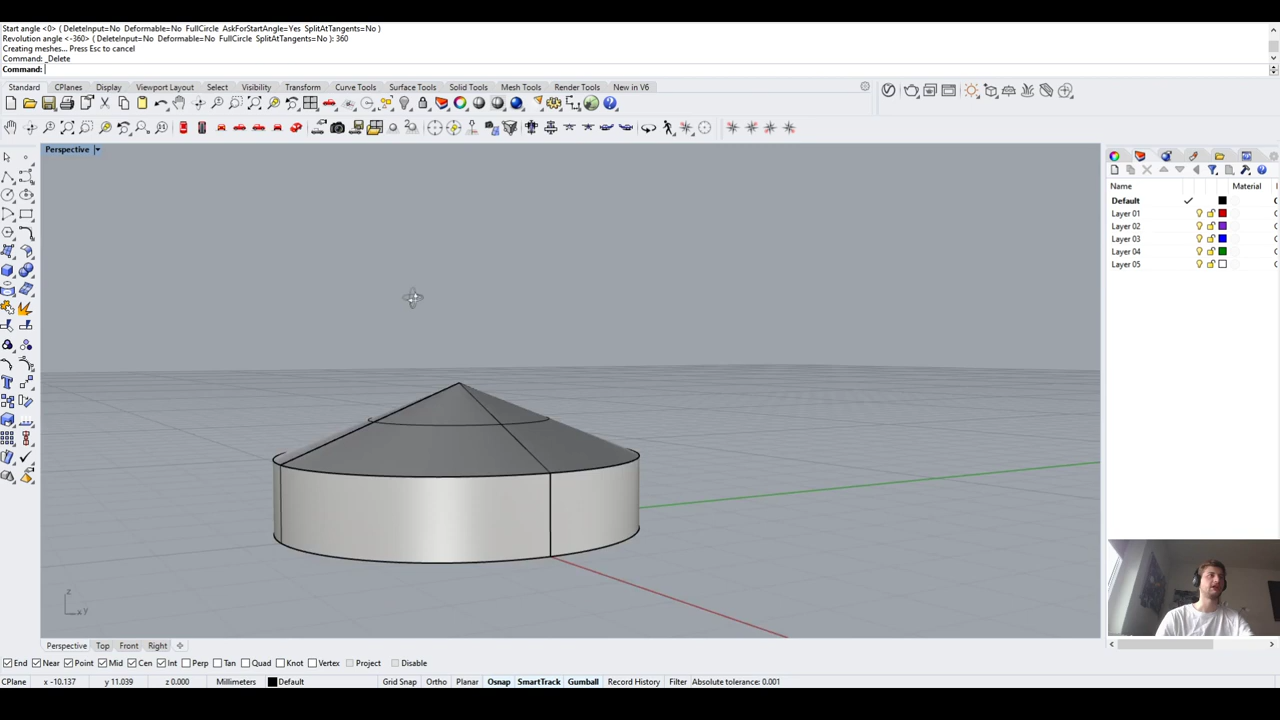 Start angle <0> ( DeleteInput=No Deformable=No FullCircle AskForStartAngle=Yes SplitAtTangents=No )
Revolution angle <-360> ( DeleteInput=No Deformable=No FullCircle SplitAtTangents=No ): 360
Creating meshes... Press Esc to cancel
Command: _Delete
Command:
Standard CPlanes Display Viewport Layout Select Visibility Transform Curve Tools Surface Tools Solid Tools Mesh Tools Render Tools New in V6
Perspective
Name Material
Default
Layer 01
Layer 02
Layer 03
Layer 04
Layer 05
z
x y
Perspective Top Front Right
End Near Point Mid Cen Int Perp Tan Quad Knot Vertex Project Disable
CPlane x -10.137 y 11.039 z 0.000 Millimeters Default Grid Snap Ortho Planar Osnap SmartTrack Gumball Record History Filter Absolute tolerance: 0.001